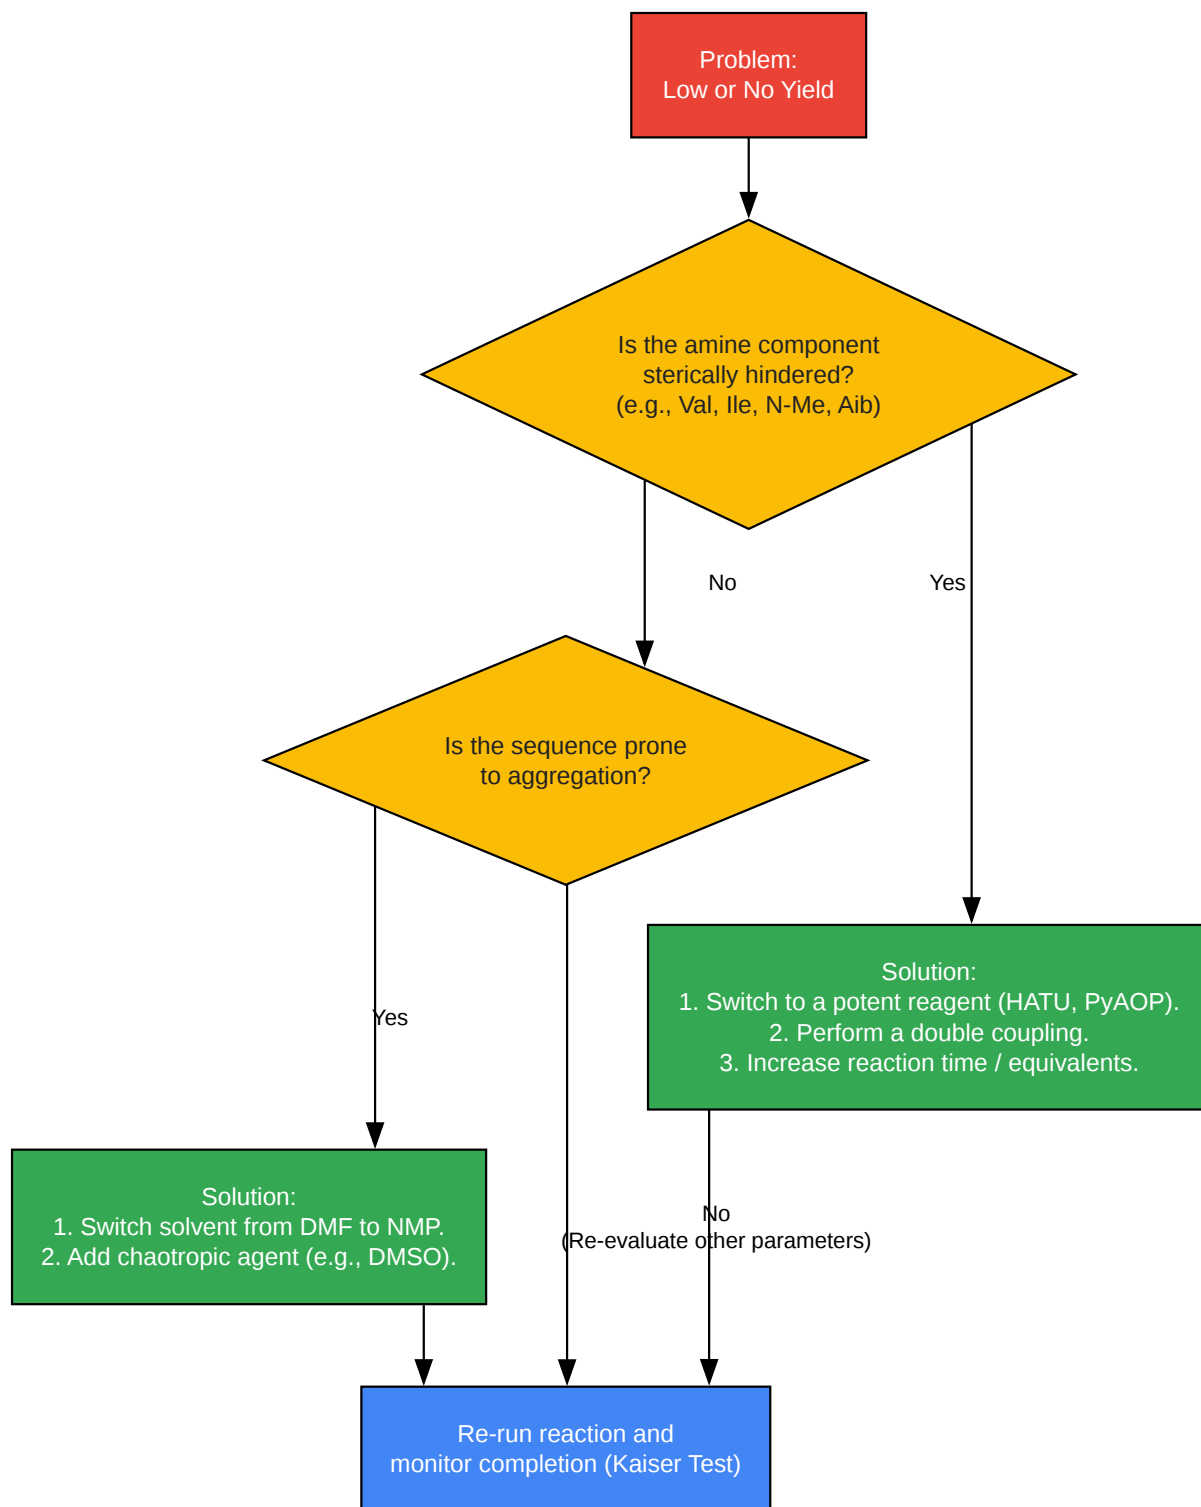 Problem:
Low or No Yield
Is the amine component
sterically hindered?
(e.g., Val, Ile, N-Me, Aib)
No
Yes
Is the sequence prone
to aggregation?
Solution:
1. Switch to a potent reagent (HATU, PyAOP).
2. Perform a double coupling.
3. Increase reaction time / equivalents.
Yes
Solution:
1. Switch solvent from DMF to NMP.
2. Add chaotropic agent (e.g., DMSO).
No
(Re-evaluate other parameters)
Re-run reaction and
monitor completion (Kaiser Test)